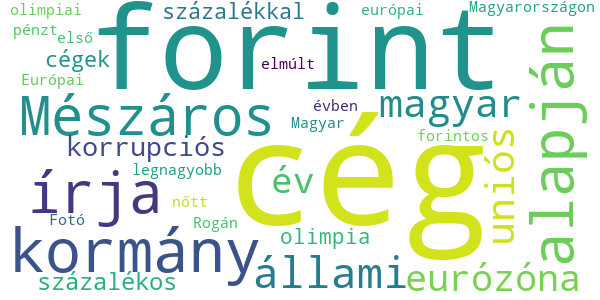 olimpiai
százalékkal
európai
Magyarországon
pénzt
első
forint
cégek
elmúlt
Európai
Mészáros
évben
magyar
Magyar
alapján
korrupciós
cég
forintos
uniós
legnagyobb
írja
év
nőtt
Fotó
Rogán
olimpia
kormány
állami
eurózóna
százalékos